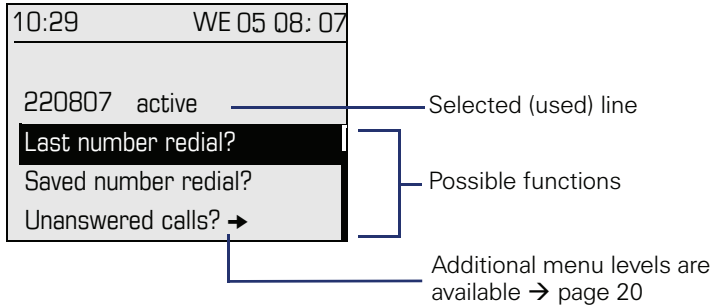 10:29 WE 05 08: 07
220807 active
Selected (used) line
Last number redial?
Saved number redial?
Possible functions
Unanswered calls? →
Additional menu levels are
available → page 20